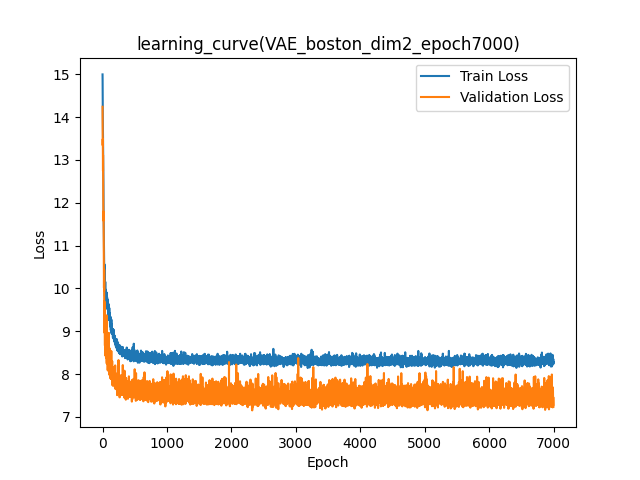 learning_curve(VAE_boston_dim2_epoch7000)
Train Loss
Validation Loss
15
14
13
12
11
10
9
8
7
Loss
0 1000 2000 3000 4000 5000 6000 7000
Epoch